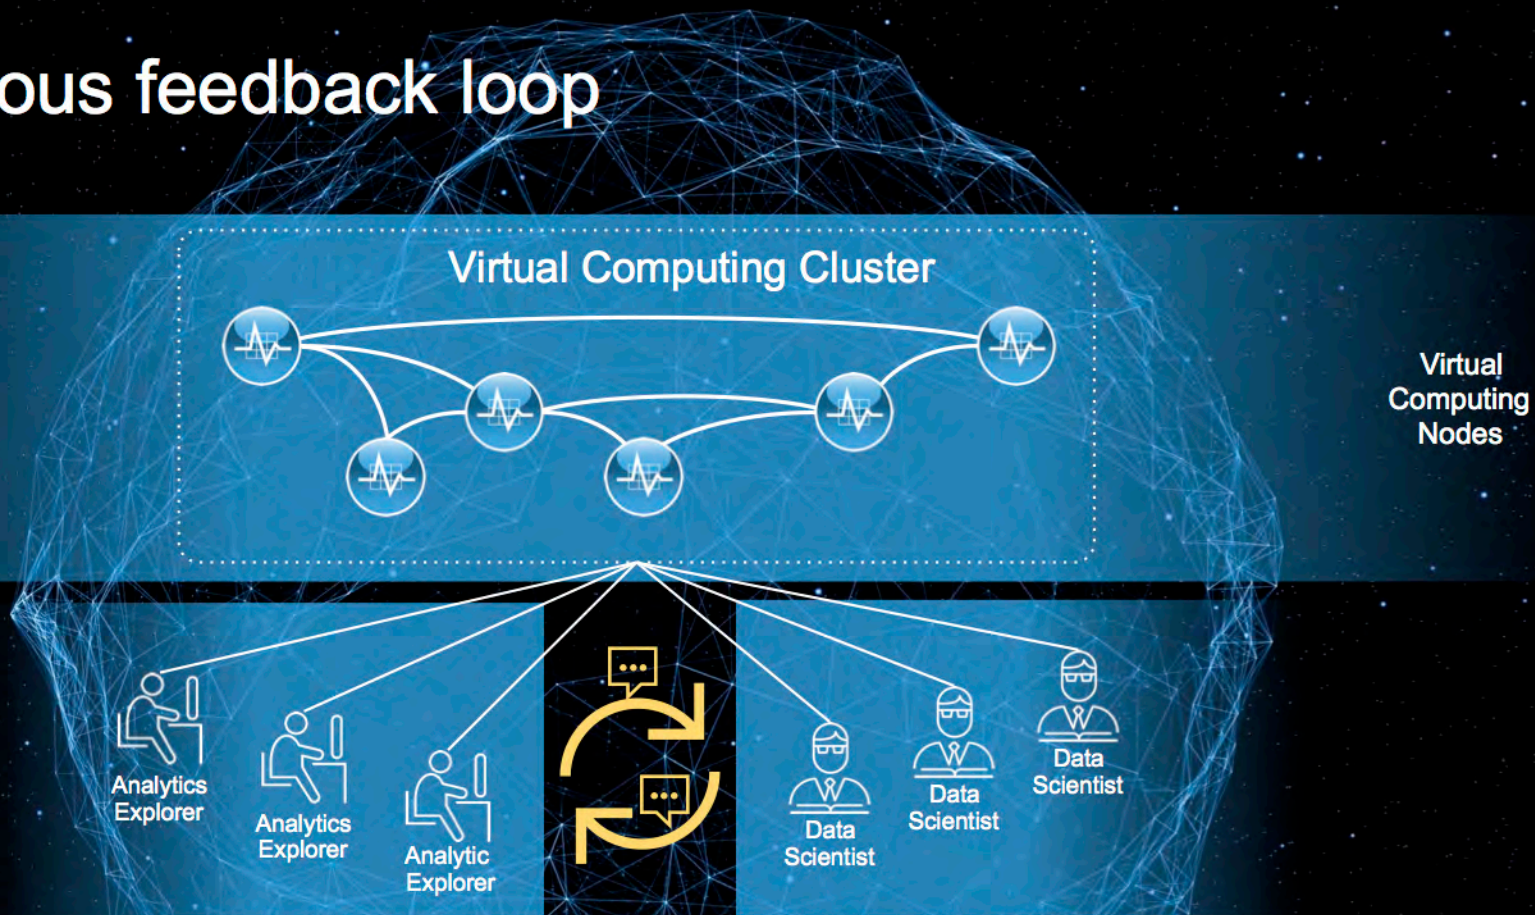 ous feedback loop
Virtual Computing Cluster
Virtual
Computing
Nodes
Analytics
Explorer
Analytics
Explorer
Analytic
Explorer
Data
Scientist
Data
Scientist
Data
Scientist